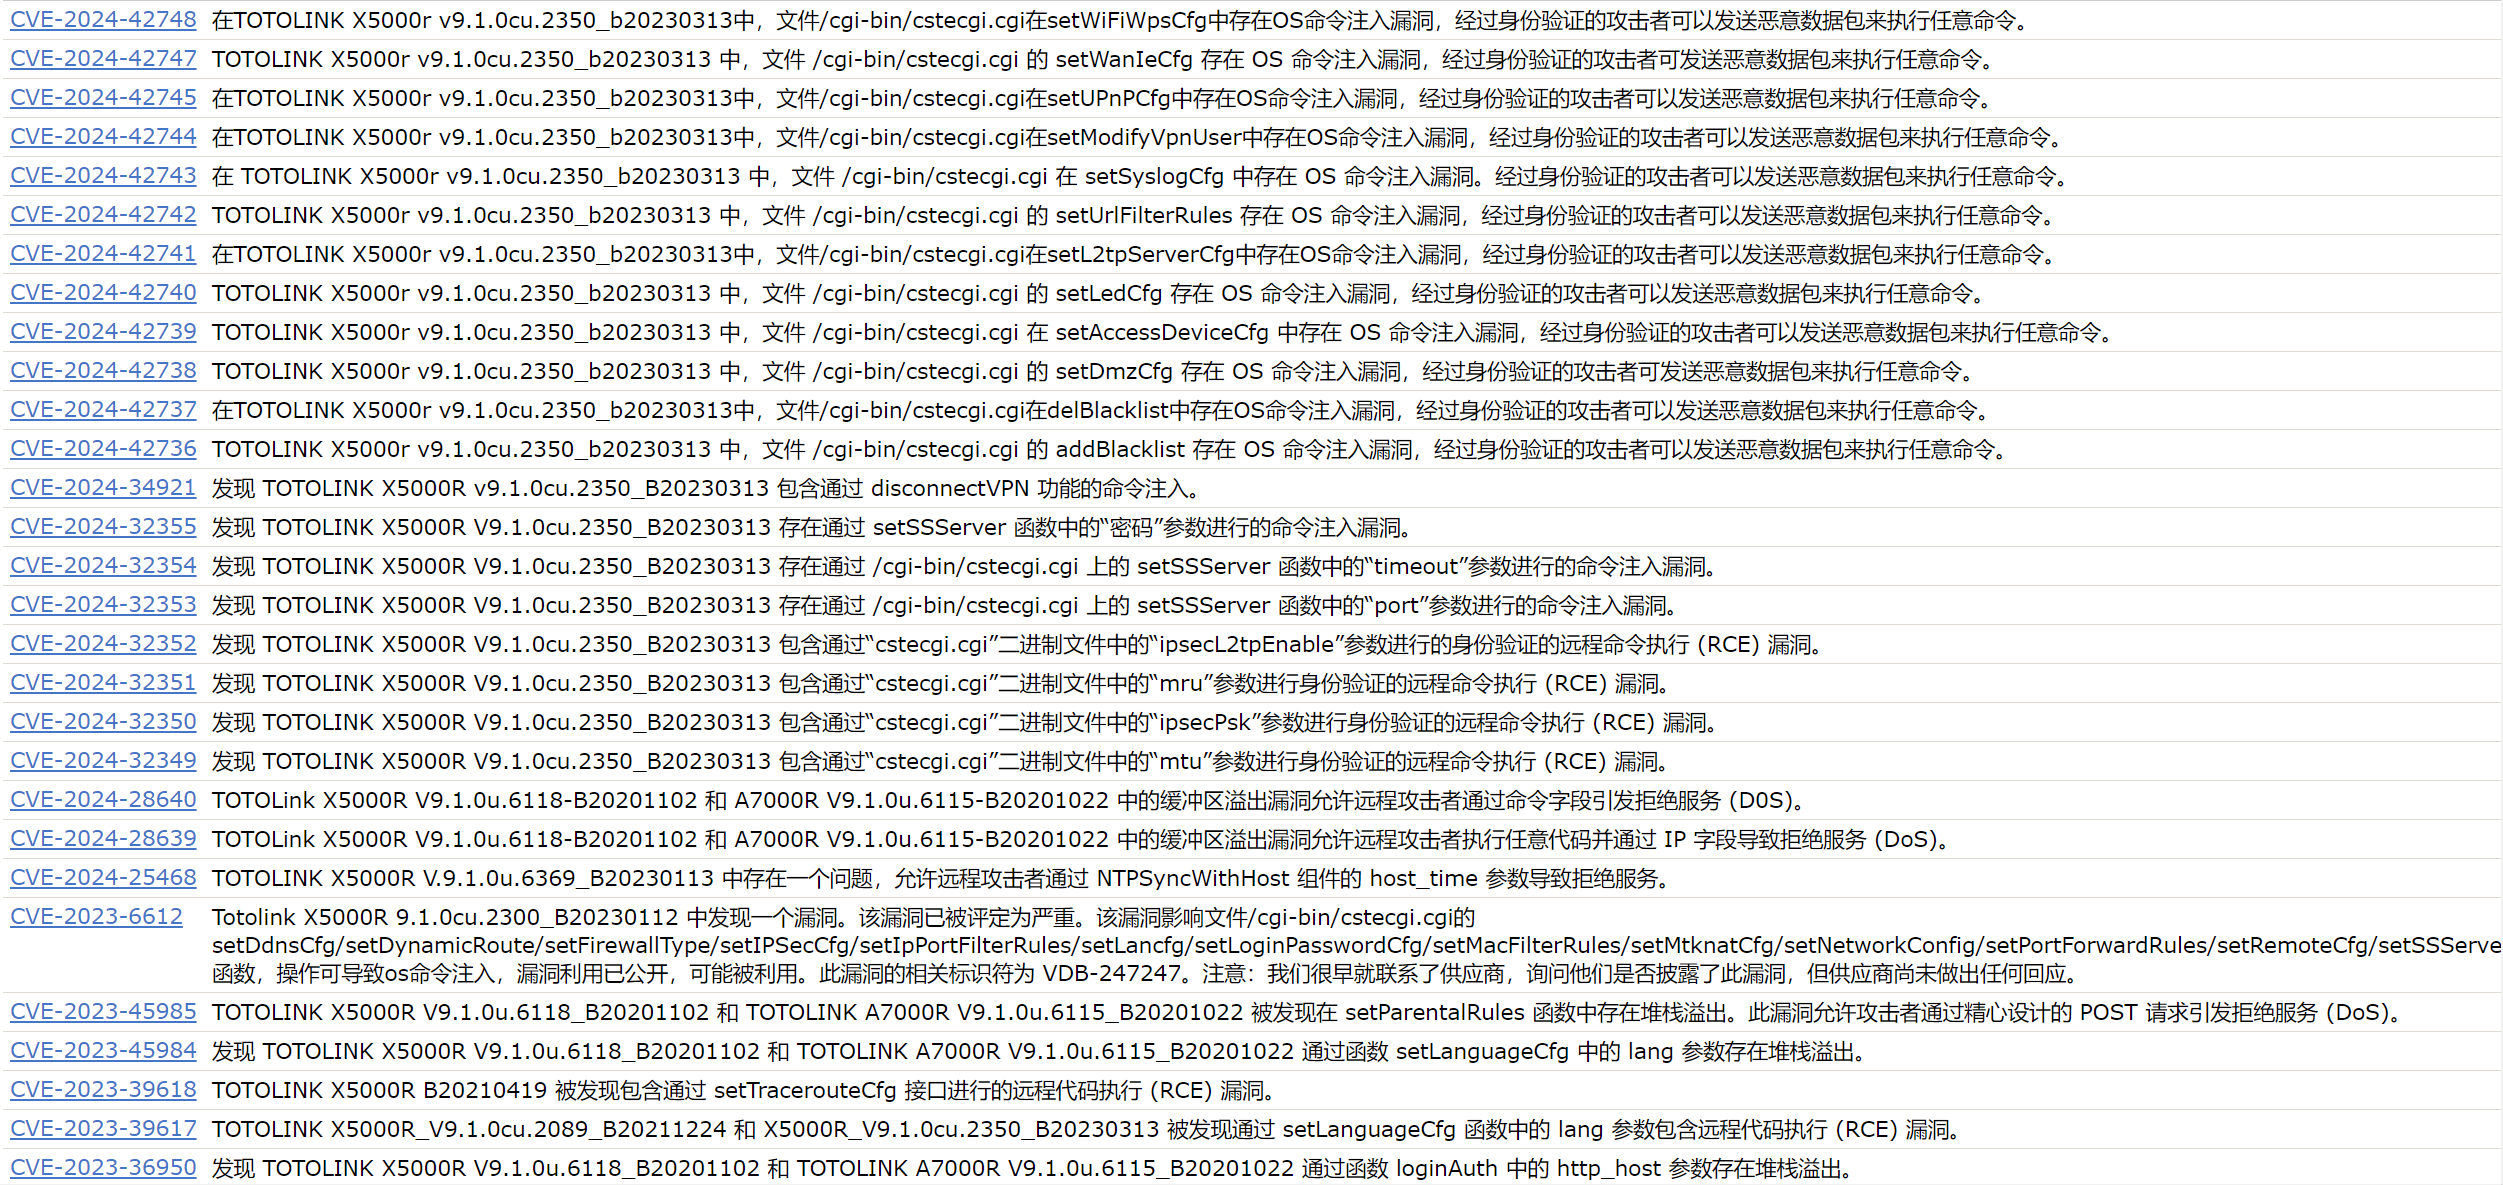 CVE-2024-42748 在TOTOLINK X5000r v9.1.0cu.2350_b20230313中，文件/cgi-bin/cstecgi.cgi在setWiFiWpsCfg中存在OS命令注入漏洞，经过身份验证的攻击者可以发送恶意数据包来执行任意命令。
CVE-2024-42747 TOTOLINK X5000r v9.1.0cu.2350_b20230313 中，文件 /cgi-bin/cstecgi.cgi 的 setWanIeCfg 存在 OS 命令注入漏洞，经过身份验证的攻击者可发送恶意数据包来执行任意命令。
CVE-2024-42745 在TOTOLINK X5000r v9.1.0cu.2350_b20230313中，文件/cgi-bin/cstecgi.cgi在setUPnPCfg中存在OS命令注入漏洞，经过身份验证的攻击者可以发送恶意数据包来执行任意命令。
CVE-2024-42744 在TOTOLINK X5000r v9.1.0cu.2350_b20230313中，文件/cgi-bin/cstecgi.cgi在setModifyVpnUser中存在OS命令注入漏洞，经过身份验证的攻击者可以发送恶意数据包来执行任意命令。
CVE-2024-42743 在 TOTOLINK X5000r v9.1.0cu.2350_b20230313 中，文件 /cgi-bin/cstecgi.cgi 在 setSyslogCfg 中存在 OS 命令注入漏洞。经过身份验证的攻击者可以发送恶意数据包来执行任意命令。
CVE-2024-42742 TOTOLINK X5000r v9.1.0cu.2350_b20230313 中，文件 /cgi-bin/cstecgi.cgi 的 setUrlFilterRules 存在 OS 命令注入漏洞，经过身份验证的攻击者可以发送恶意数据包来执行任意命令。
CVE-2024-42741 在TOTOLINK X5000r v9.1.0cu.2350_b20230313中，文件/cgi-bin/cstecgi.cgi在setL2tpServerCfg中存在OS命令注入漏洞，经过身份验证的攻击者可以发送恶意数据包来执行任意命令。
CVE-2024-42740 TOTOLINK X5000r v9.1.0cu.2350_b20230313 中，文件 /cgi-bin/cstecgi.cgi 的 setLedCfg 存在 OS 命令注入漏洞，经过身份验证的攻击者可以发送恶意数据包来执行任意命令。
CVE-2024-42739 TOTOLINK X5000r v9.1.0cu.2350_b20230313 中，文件 /cgi-bin/cstecgi.cgi 在 setAccessDeviceCfg 中存在 OS 命令注入漏洞，经过身份验证的攻击者可以发送恶意数据包来执行任意命令。
CVE-2024-42738 TOTOLINK X5000r v9.1.0cu.2350_b20230313 中，文件 /cgi-bin/cstecgi.cgi 的 setDmzCfg 存在 OS 命令注入漏洞，经过身份验证的攻击者可发送恶意数据包来执行任意命令。
CVE-2024-42737 在TOTOLINK X5000r v9.1.0cu.2350_b20230313中，文件/cgi-bin/cstecgi.cgi在delBlacklist中存在OS命令注入漏洞，经过身份验证的攻击者可以发送恶意数据包来执行任意命令。
CVE-2024-42736 TOTOLINK X5000r v9.1.0cu.2350_b20230313 中，文件 /cgi-bin/cstecgi.cgi 的 addBlacklist 存在 OS 命令注入漏洞，经过身份验证的攻击者可以发送恶意数据包来执行任意命令。
CVE-2024-34921 发现 TOTOLINK X5000R v9.1.0cu.2350_B20230313 包含通过 disconnectVPN 功能的命令注入。
CVE-2024-32355 发现 TOTOLINK X5000R V9.1.0cu.2350_B20230313 存在通过 setSSServer 函数中的“密码”参数进行的命令注入漏洞。
CVE-2024-32354 发现 TOTOLINK X5000R V9.1.0cu.2350_B20230313 存在通过 /cgi-bin/cstecgi.cgi 上的 setSSServer 函数中的“timeout”参数进行的命令注入漏洞。
CVE-2024-32353 发现 TOTOLINK X5000R V9.1.0cu.2350_B20230313 存在通过 /cgi-bin/cstecgi.cgi 上的 setSSServer 函数中的“port”参数进行的命令注入漏洞。
CVE-2024-32352 发现 TOTOLINK X5000R V9.1.0cu.2350_B20230313 包含通过“cstecgi.cgi”二进制文件中的“ipsecL2tpEnable”参数进行的身份验证的远程命令执行 (RCE) 漏洞。
CVE-2024-32351 发现 TOTOLINK X5000R V9.1.0cu.2350_B20230313 包含通过“cstecgi.cgi”二进制文件中的“mru”参数进行身份验证的远程命令执行 (RCE) 漏洞。
CVE-2024-32350 发现 TOTOLINK X5000R V9.1.0cu.2350_B20230313 包含通过“cstecgi.cgi”二进制文件中的“ipsecPsk”参数进行身份验证的远程命令执行 (RCE) 漏洞。
CVE-2024-32349 发现 TOTOLINK X5000R V9.1.0cu.2350_B20230313 包含通过“cstecgi.cgi”二进制文件中的“mtu”参数进行身份验证的远程命令执行 (RCE) 漏洞。
CVE-2024-28640 TOTOLink X5000R V9.1.0u.6118-B20201102 和 A7000R V9.1.0u.6115-B20201022 中的缓冲区溢出漏洞允许远程攻击者通过命令字段引发拒绝服务 (D0S)。
CVE-2024-28639 TOTOLink X5000R V9.1.0u.6118-B20201102 和 A7000R V9.1.0u.6115-B20201022 中的缓冲区溢出漏洞允许远程攻击者执行任意代码并通过 IP 字段导致拒绝服务 (DoS)。
CVE-2024-25468 TOTOLINK X5000R V.9.1.0u.6369_B20230113 中存在一个问题，允许远程攻击者通过 NTPSyncWithHost 组件的 host_time 参数导致拒绝服务。
CVE-2023-6612 Totolink X5000R 9.1.0cu.2300_B20230112 中发现一个漏洞。该漏洞已被评定为严重。该漏洞影响文件/cgi-bin/cstecgi.cgi的
setDdnsCfg/setDynamicRoute/setFirewallType/setIPSecCfg/setIpPortFilterRules/setLancfg/setLoginPasswordCfg/setMacFilterRules/setMtknatCfg/setNetworkConfig/setPortForwardRules/setRemoteCfg/setSSServe
函数，操作可导致os命令注入，漏洞利用已公开，可能被利用。此漏洞的相关标识符为 VDB-247247。注意：我们很早就联系了供应商，询问他们是否披露了此漏洞，但供应商尚未做出任何回应。
CVE-2023-45985 TOTOLINK X5000R V9.1.0u.6118_B20201102 和 TOTOLINK A7000R V9.1.0u.6115_B20201022 被发现在 setParentalRules 函数中存在堆栈溢出。此漏洞允许攻击者通过精心设计的 POST 请求引发拒绝服务 (DoS)。
CVE-2023-45984 发现 TOTOLINK X5000R V9.1.0u.6118_B20201102 和 TOTOLINK A7000R V9.1.0u.6115_B20201022 通过函数 setLanguageCfg 中的 lang 参数存在堆栈溢出。
CVE-2023-39618 TOTOLINK X5000R B20210419 被发现包含通过 setTracerouteCfg 接口进行的远程代码执行 (RCE) 漏洞。
CVE-2023-39617 TOTOLINK X5000R_V9.1.0cu.2089_B20211224 和 X5000R_V9.1.0cu.2350_B20230313 被发现通过 setLanguageCfg 函数中的 lang 参数包含远程代码执行 (RCE) 漏洞。
CVE-2023-36950 发现 TOTOLINK X5000R V9.1.0u.6118_B20201102 和 TOTOLINK A7000R V9.1.0u.6115_B20201022 通过函数 loginAuth 中的 http_host 参数存在堆栈溢出。